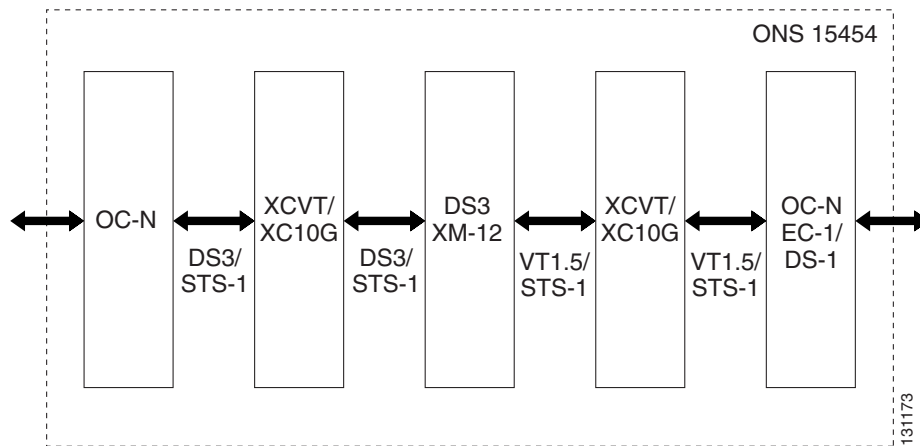 ONS 15454
OC-N
DS3/
STS-1
XCVT/
XC10G
DS3/
STS-1
DS3
XM-12
VT1.5/
STS-1
XCVT/
XC10G
VT1.5/
STS-1
OC-N
EC-1/
DS-1
131173